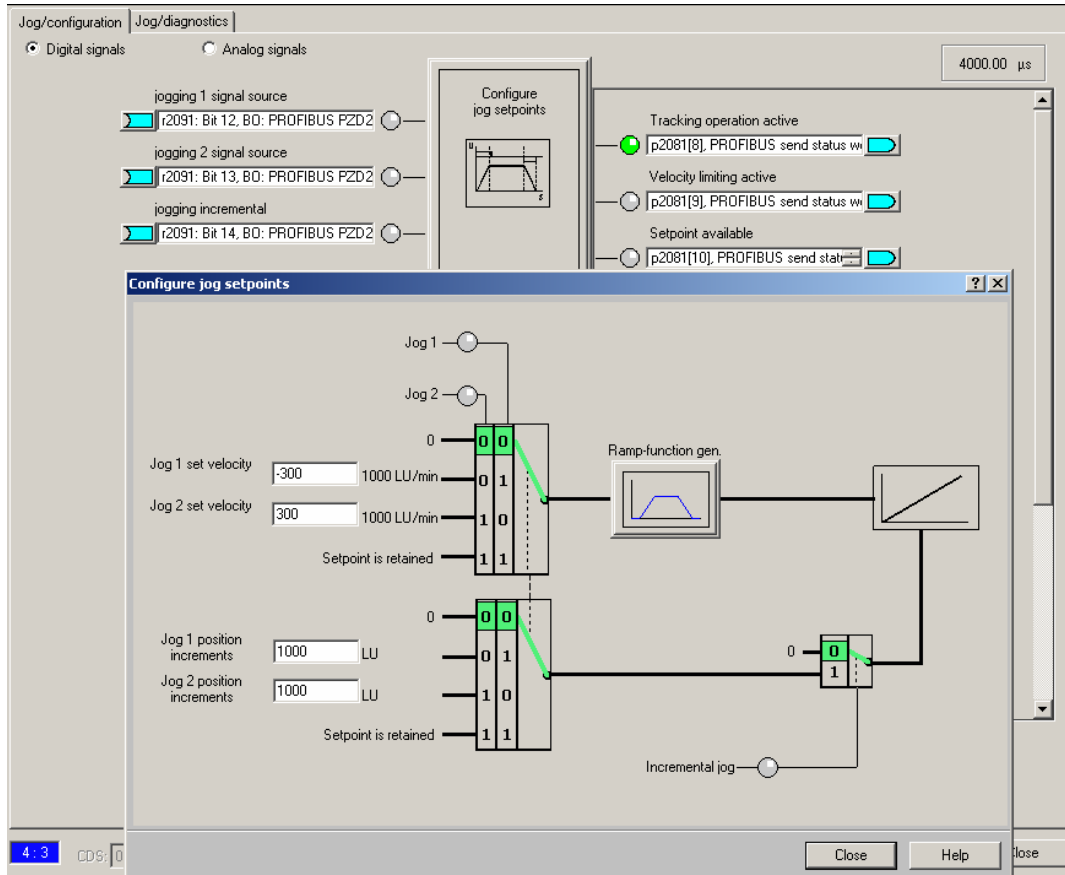 Jog/configuration Jog/diagnostics
Digital signals Analog signals
4000.00 µs
jogging 1 signal source
r2091: Bit 12, BO: PROFIBUS PZD2
jogging 2 signal source
r2091: Bit 13, BO: PROFIBUS PZD2
jogging incremental
r2091: Bit 14, BO: PROFIBUS PZD2
Configure
jog setpoints
Tracking operation active
p2081[8], PROFIBUS send status w
Velocity limiting active
p2081[9], PROFIBUS send status w
Setpoint available
p2081[10], PROFIBUS send stat
Configure jog setpoints
Jog 1
Jog 2
0 0 0
Jog 1 set velocity -300 1000 LU/min 0 1
Jog 2 set velocity 300 1000 LU/min 1 0
Setpoint is retained 1 1
Ramp-function gen.
0 0 0
Jog 1 position
increments 1000 LU 0 1
Jog 2 position
increments 1000 LU 1 0
Setpoint is retained 1 1
0 0
1
Incremental jog
Close Help
4 : 3 CDS: 0 lose